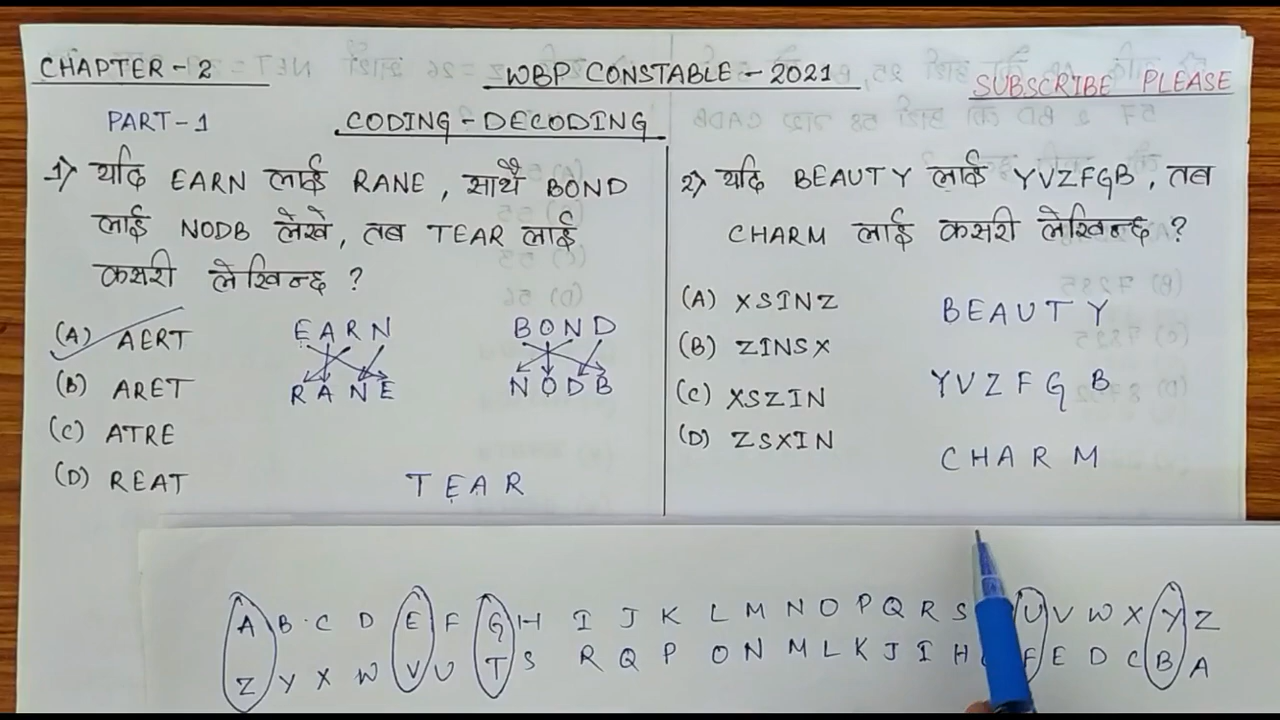 CHAPTER-2
WBP CONSTABLE-2021
SUBSCRIBE PLEASE
PART-1
CODING-DECODING
1) यदि EARN लाई RANE, साथै BOND
लाई NODB लेखे, तब TEAR लाई
कसरी लेखिन्छ ?
(A) AERT
(B) ARET
(C) ATRE
(D) REAT
EARN
RANE
BOND
NODB
TEAR
2) यदि BEAUTY लाई YVZFGB, तब
CHARM लाई कसरी लेखिन्छ ?
(A) XSINZ
(B) ZINSX
(C) XSZIN
(D) ZSXIN
BEAUTY
YVZFGB
CHARM
A B C D E F G H I J K L M N O P Q R S U V W X Y Z
Z Y X W V U T S R Q P O N M L K J I H F E D C B A